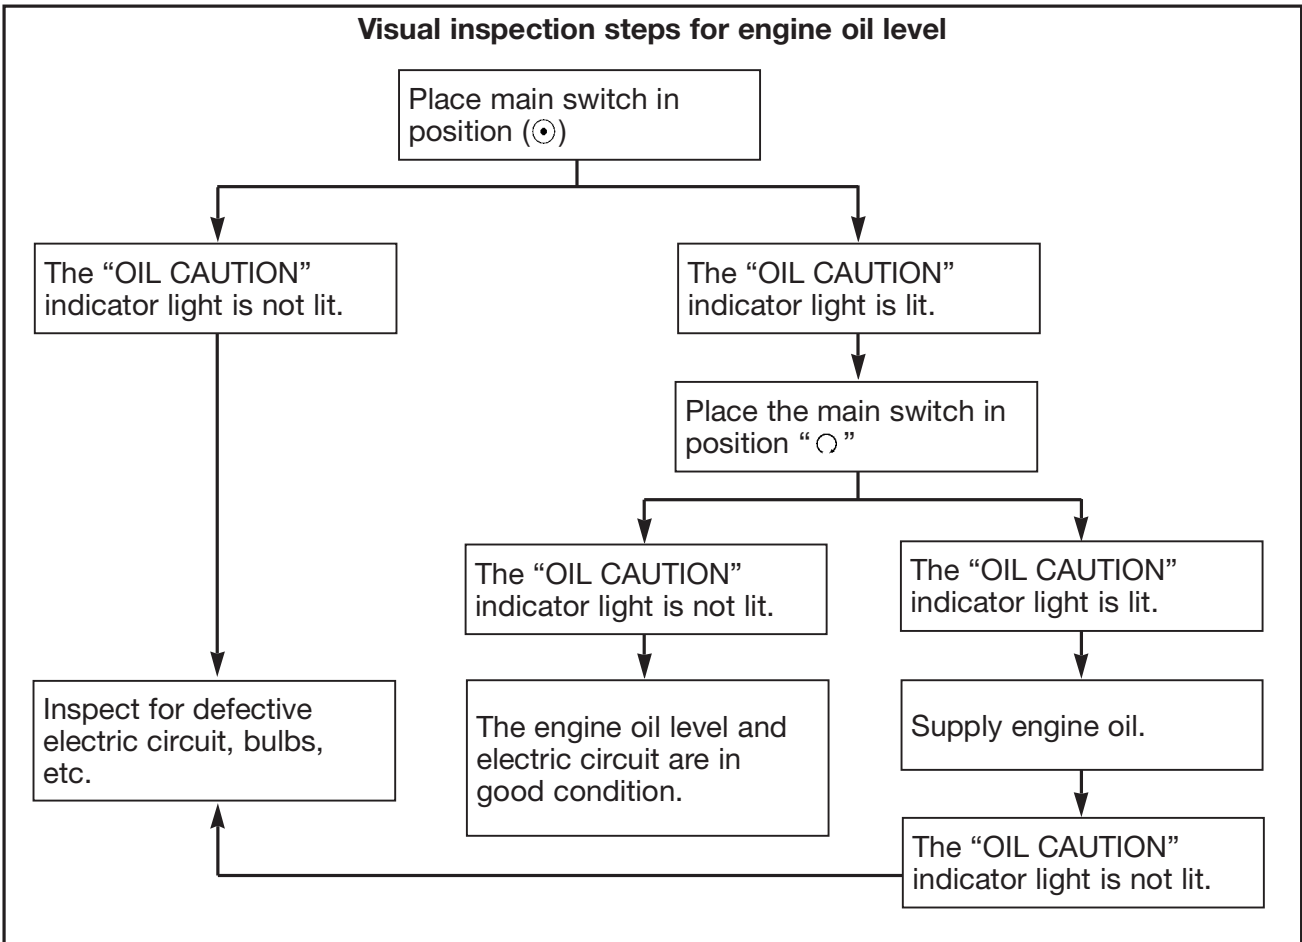 Visual inspection steps for engine oil level
Place main switch in
position (☉)
The “OIL CAUTION”
indicator light is not lit.
The “OIL CAUTION”
indicator light is lit.
Place the main switch in
position “ ”
The “OIL CAUTION”
indicator light is not lit.
The “OIL CAUTION”
indicator light is lit.
Inspect for defective
electric circuit, bulbs,
etc.
The engine oil level and
electric circuit are in
good condition.
Supply engine oil.
The “OIL CAUTION”
indicator light is not lit.